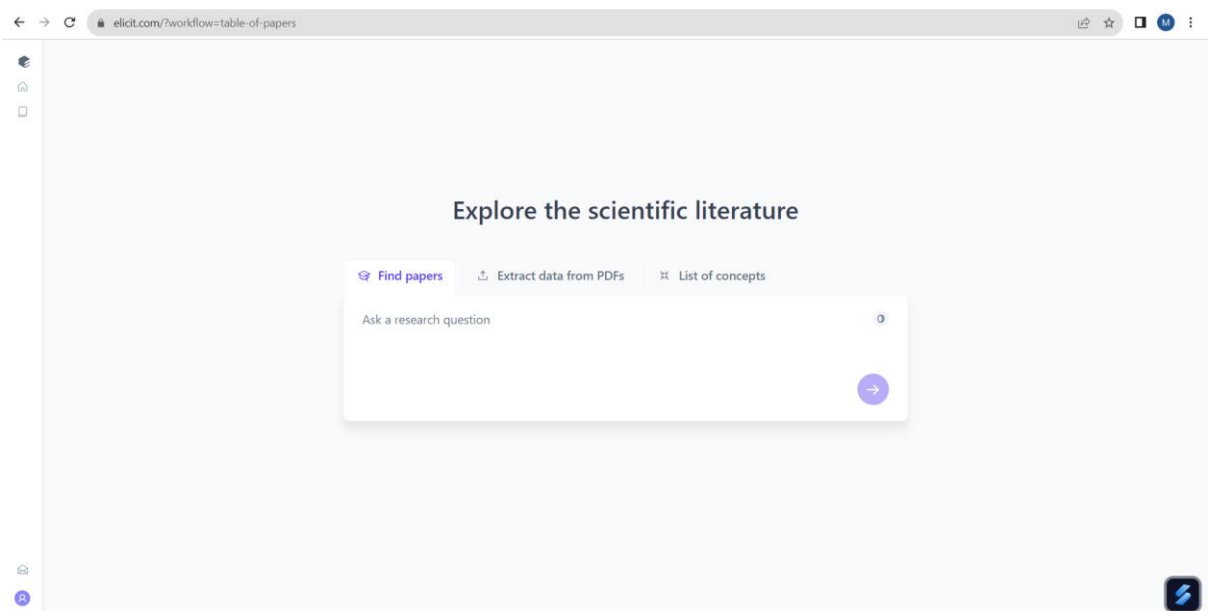 elicit.com/?workflow=table-of-papers
M
Explore the scientific literature
Find papers
Extract data from PDFs
List of concepts
Ask a research question